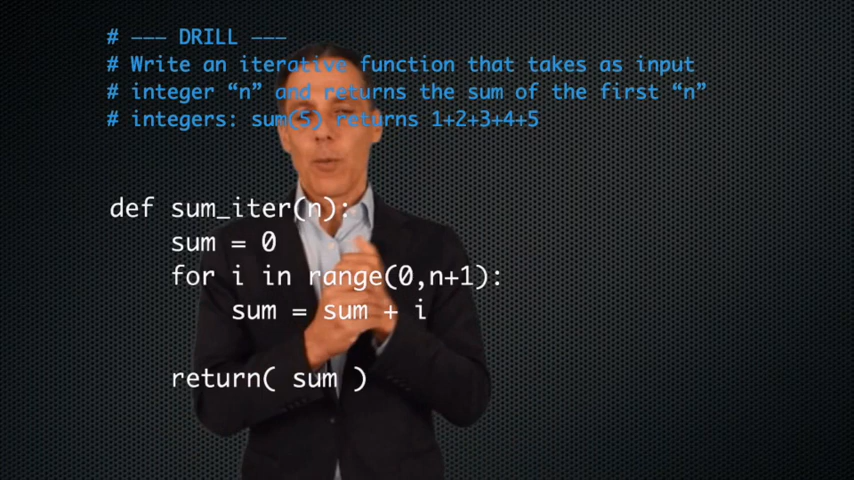 # --- DRILL ---
# Write an iterative function that takes as input
# integer “n” and returns the sum of the first “n”
# integers: sum(5) returns 1+2+3+4+5
def sum_iter(n):
    sum = 0
    for i in range(0,n+1):
        sum = sum + i
    return( sum )